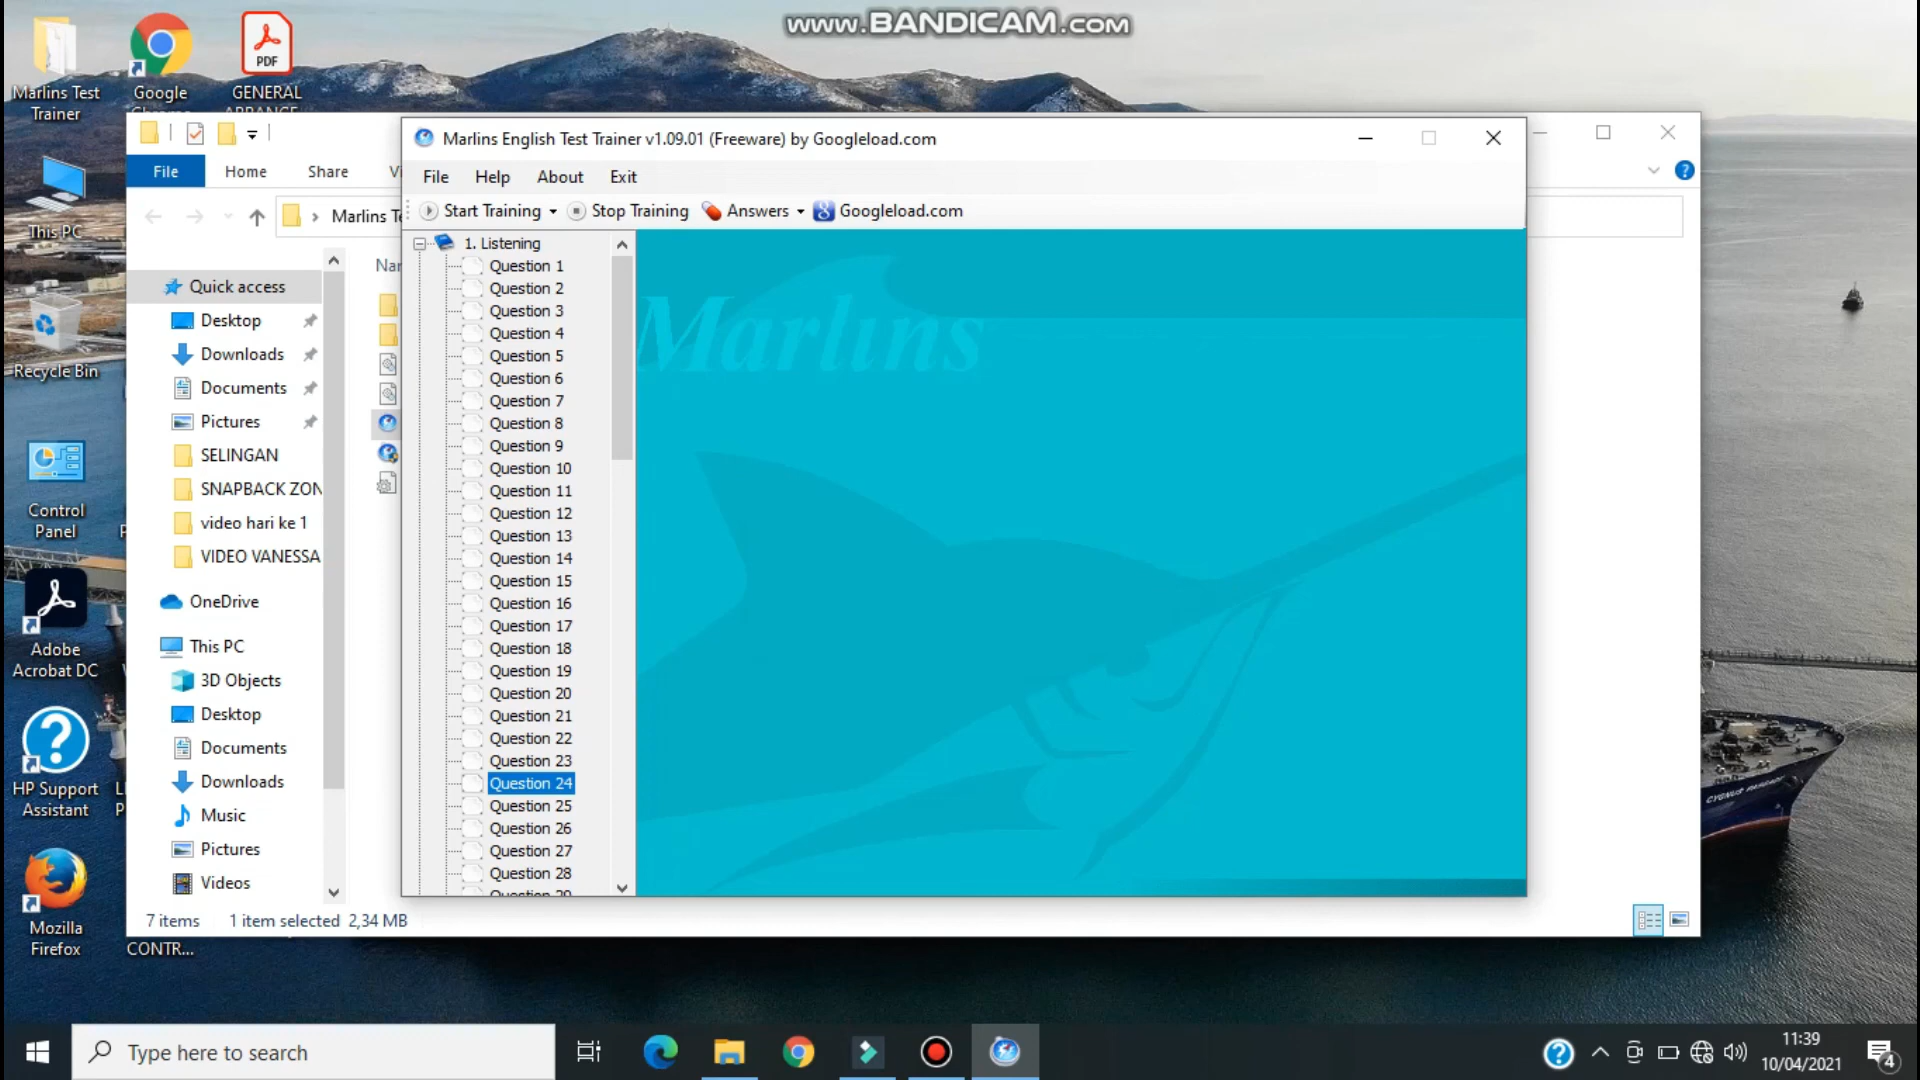 www.BANDICAM.com
Marlins Test
Trainer
Google
GENERAL
PDF
Marlins English Test Trainer v1.09.01 (Freeware) by Googleload.com
File
Home
Share
File
Help
About
Exit
Marlins Te
Start Training
Stop Training
Answers
Googleload.com
This PC
Recycle Bin
Control
Panel
Adobe
Acrobat DC
HP Support
Assistant
Mozilla
Firefox
CONTR...
Quick access
Desktop
Downloads
Documents
Pictures
SELINGAN
SNAPBACK ZON
video hari ke 1
VIDEO VANESSA
OneDrive
This PC
3D Objects
Desktop
Documents
Downloads
Music
Pictures
Videos
7 items
1 item selected 2,34 MB
1. Listening
Question 1
Question 2
Question 3
Question 4
Question 5
Question 6
Question 7
Question 8
Question 9
Question 10
Question 11
Question 12
Question 13
Question 14
Question 15
Question 16
Question 17
Question 18
Question 19
Question 20
Question 21
Question 22
Question 23
Question 24
Question 25
Question 26
Question 27
Question 28
Question 29
Marlins
Type here to search
11:39
10/04/2021
4